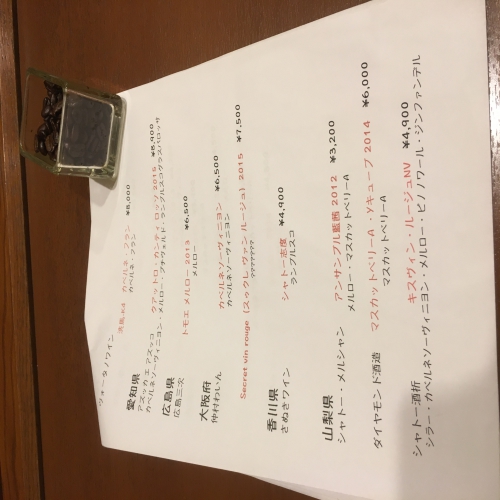 ヴォータノワイン
浅馬.K4 カベルネ・フラン ¥8,000
カベルネ・フラン
愛知県
アズッカ エ アズッコ クアットロ・カンティ ロッソ 2015 ¥8,900
カベルネソーヴィニヨン・メルロー・プチヴェルド・ランブルスコグラスパロッサ
広島県
広島三次 トモエ メルロー 2013 ¥6,500
メルロー
大阪府
仲村わいん カベルネソーヴィニヨン ¥6,500
カベルネソーヴィニヨン
Secret vin rouge (スゥクレ ヴァン ルージュ) 2015 ¥7,500
???????
香川県
さぬきワイン シャトー志度 ¥4,900
ランブルスコ
山梨県
シャトー・メルシャン アンサンブル藍茜 2012 ¥3,200
メルロー・マスカットベリーA
ダイヤモンド酒造 マスカットベリーA ・Yキューブ 2014 ¥6,000
マスカットベリーA
シャトー酒折 キスヴィン・ルージュNV ¥4,900
シラー・カベルネソーヴィニヨン・メルロー・ピノノワール・ジンファンデル